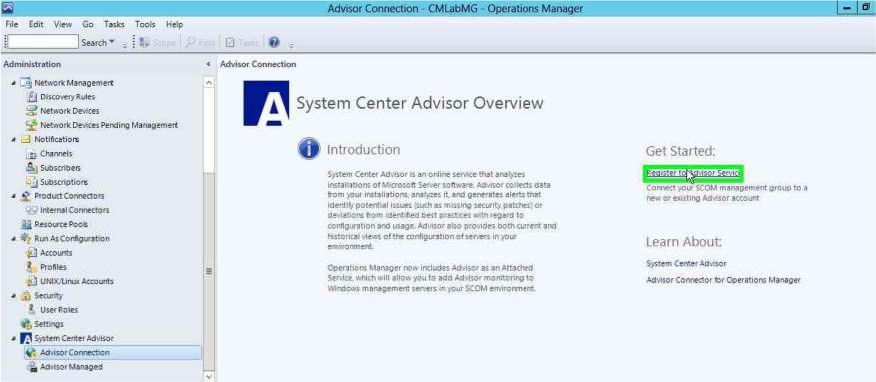 Advisor Connection - CMLabMG - Operations Manager
File Edit View Go Tasks Tools Help
Search Scope Find Tasks
Administration
Network Management
Discovery Rules
Network Devices
Network Devices Pending Management
Notifications
Channels
Subscribers
Subscriptions
Product Connectors
Internal Connectors
Resource Pools
Run As Configuration
Accounts
Profiles
UNIX/Linux Accounts
Security
User Roles
Settings
System Center Advisor
Advisor Connection
Advisor Managed
Advisor Connection
A System Center Advisor Overview
Introduction
System Center Advisor is an online service that analyzes
installations of Microsoft Server software. Advisor collects data
from your installations, analyzes it, and generates alerts that
identify potential issues (such as missing security patches) or
deviations from identified best practices with regard to
configuration and usage. Advisor also provides both current and
historical views of the configuration of servers in your
environment.
Operations Manager now includes Advisor as an Attached
Service, which will allow you to add Advisor monitoring to
Windows management servers in your SCOM environment.
Get Started:
Register to Advisor Service
Connect your SCOM management group to a
new or existing Advisor account
Learn About:
System Center Advisor
Advisor Connector for Operations Manager